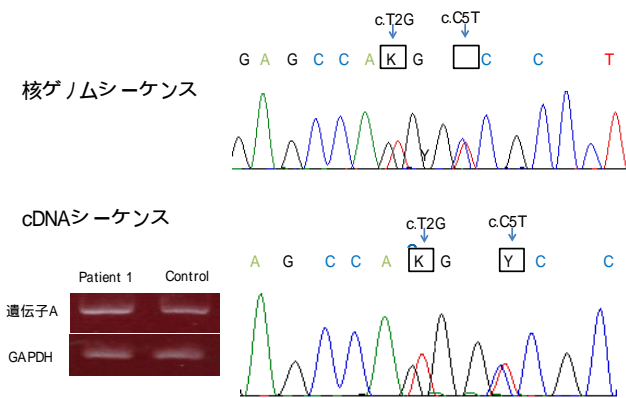 c.T2G c.C5T
G A G C C A K G C C T
核ゲノムシーケンス
Y
cDNAシーケンス
c.T2G c.C5T
A G C C A K G Y C C
Patient 1 Control
遺伝子A
GAPDH